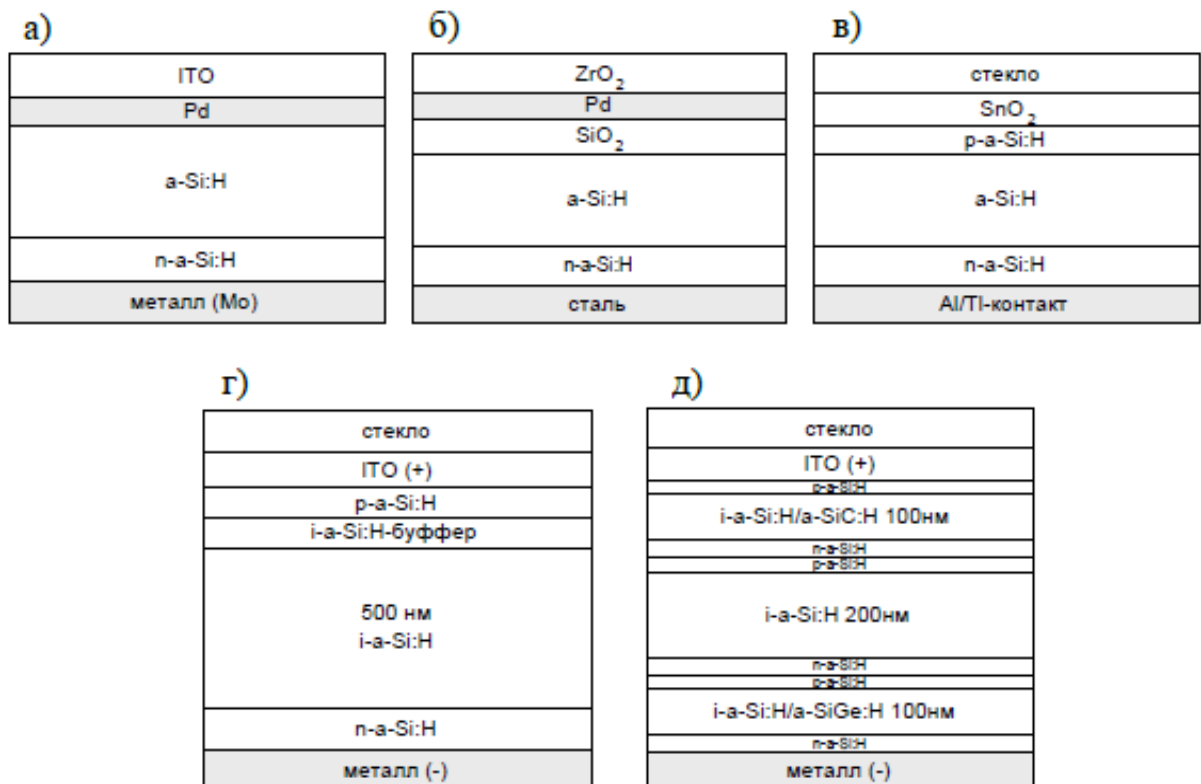 а)
ITO
Pd
a-Si:H
n-a-Si:H
металл (Mo)
б)
ZrO2
Pd
SiO2
a-Si:H
n-a-Si:H
сталь
в)
стекло
SnO2
p-a-Si:H
a-Si:H
n-a-Si:H
Al/Tl-контакт
г)
стекло
ITO (+)
p-a-Si:H
i-a-Si:H-буффер
500 нм
i-a-Si:H
n-a-Si:H
металл (-)
д)
стекло
ITO (+)
p-a-Si:H
i-a-Si:H/a-SiC:H 100нм
n-a-Si:H
p-a-Si:H
i-a-Si:H 200нм
n-a-Si:H
p-a-Si:H
i-a-Si:H/a-SiGe:H 100нм
n-a-Si:H
металл (-)